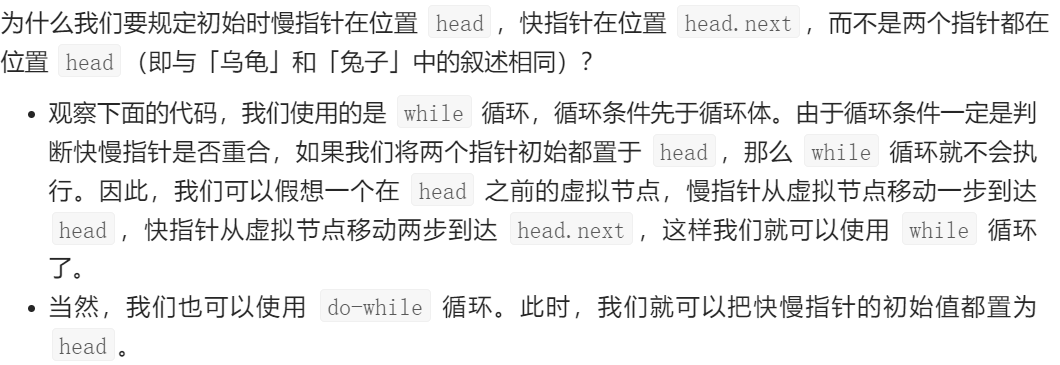 为什么我们要规定初始时慢指针在位置 head，快指针在位置 head.next，而不是两个指针都在
位置 head（即与「乌龟」和「兔子」中的叙述相同）？
• 观察下面的代码，我们使用的是 while 循环，循环条件先于循环体。由于循环条件一定是判
断快慢指针是否重合，如果我们将两个指针初始都置于 head，那么 while 循环就不会执
行。因此，我们可以假想一个在 head 之前的虚拟节点，慢指针从虚拟节点移动一步到达
head，快指针从虚拟节点移动两步到达 head.next，这样我们就可以使用 while 循环
了。
• 当然，我们也可以使用 do-while 循环。此时，我们就可以把快慢指针的初始值都置为
head。